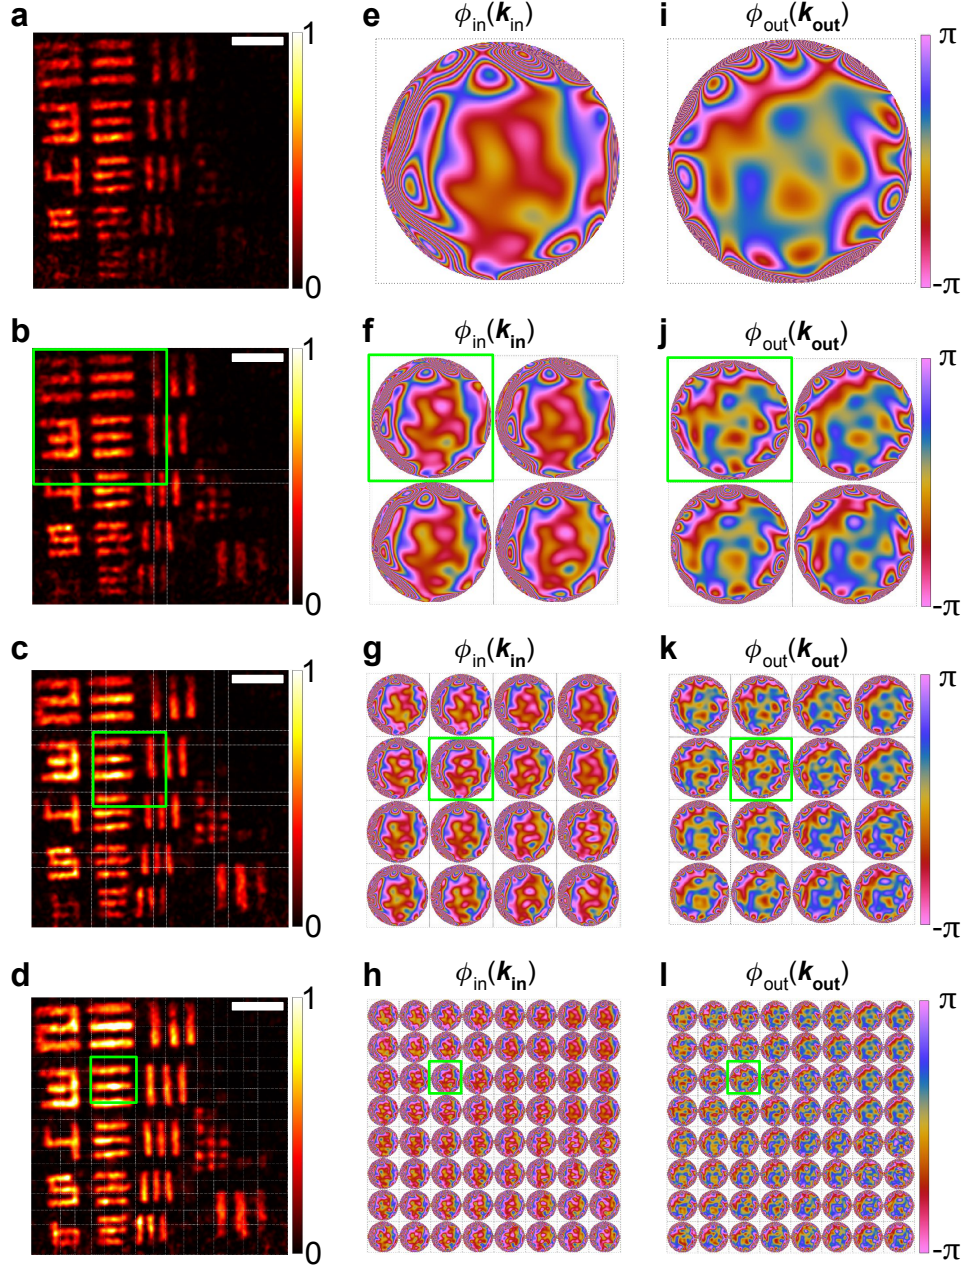 a
1
0
e
ϕin(kin)
i
ϕout(kout)
π
-π
b
1
0
f
ϕin(kin)
j
ϕout(kout)
π
-π
c
1
0
g
ϕin(kin)
k
ϕout(kout)
π
-π
d
1
0
h
ϕin(kin)
l
ϕout(kout)
π
-π